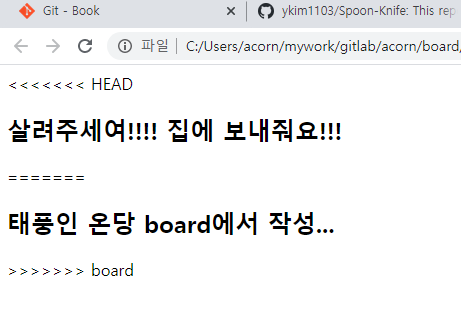 Git - Book
ykim1103/Spoon-Knife: This rep
파일
C:/Users/acorn/mywork/gitlab/acorn/board,
<<<<<<< HEAD
살려주세여!!!! 집에 보내줘요!!!
=======
태풍인 온당 board에서 작성...
>>>>>>> board